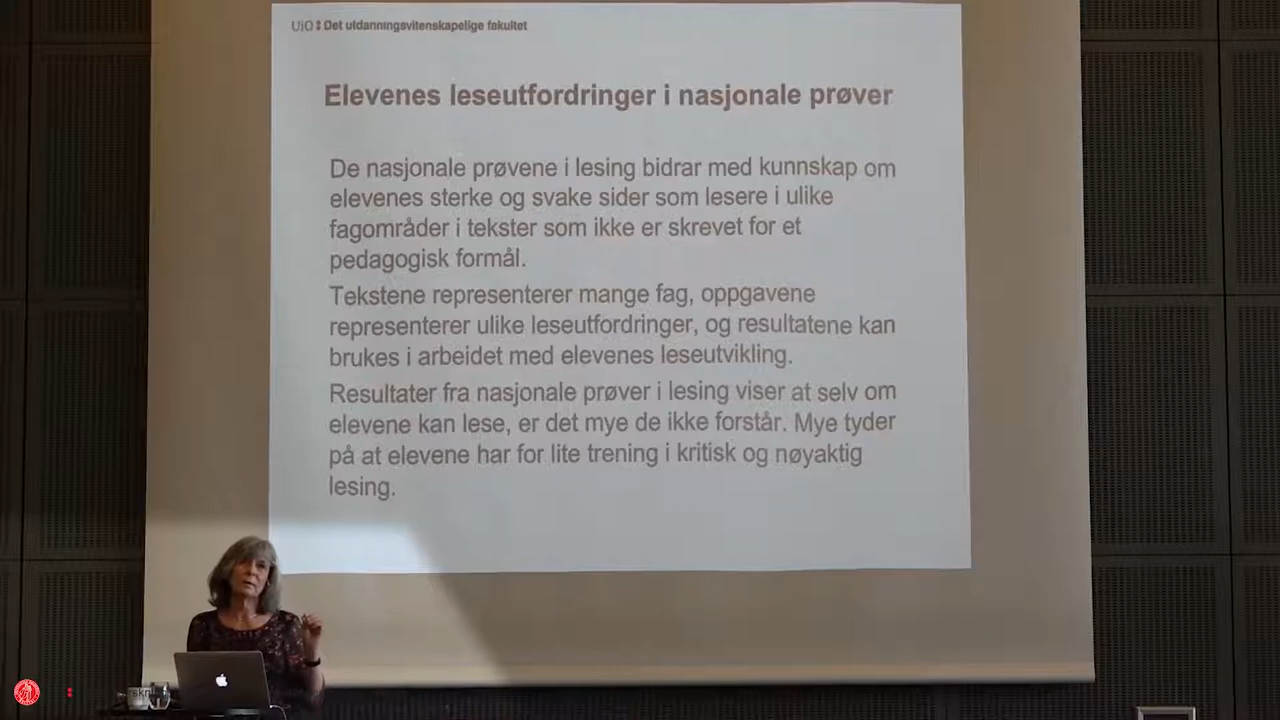 UiO : Det utdanningsvitenskapelige fakultet
Elevenes leseutfordringer i nasjonale prøver
De nasjonale prøvene i lesing bidrar med kunnskap om
elevenes sterke og svake sider som lesere i ulike
fagområder i tekster som ikke er skrevet for et
pedagogisk formål.
Tekstene representerer mange fag, oppgavene
representerer ulike leseutfordringer, og resultatene kan
brukes i arbeidet med elevenes leseutvikling.
Resultater fra nasjonale prøver i lesing viser at selv om
elevene kan lese, er det mye de ikke forstår. Mye tyder
på at elevene har for lite trening i kritisk og nøyaktig
lesing.